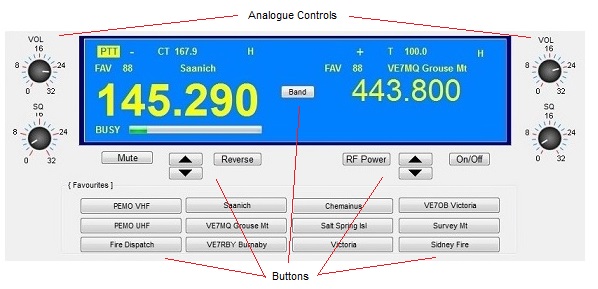 Analogue Controls
VOL
16
8 24
0 32
SQ
16
8 24
0 32
PTT - CT 167.9 H
FAV 88 Saanich
145.290
BUSY
Band
+ T 100.0 H
FAV 88 VE7MQ Grouse Mt
443.800
VOL
16
8 24
0 32
SQ
16
8 24
0 32
Mute Reverse RF Power On/Off
[ Favourites ]
PEMO VHF Saanich Chemainus VE7OB Victoria
PEMO UHF VE7MQ Grouse Mt Salt Spring Isl Survey Mt
Fire Dispatch VE7RBY Burnaby Victoria Sidney Fire
Buttons